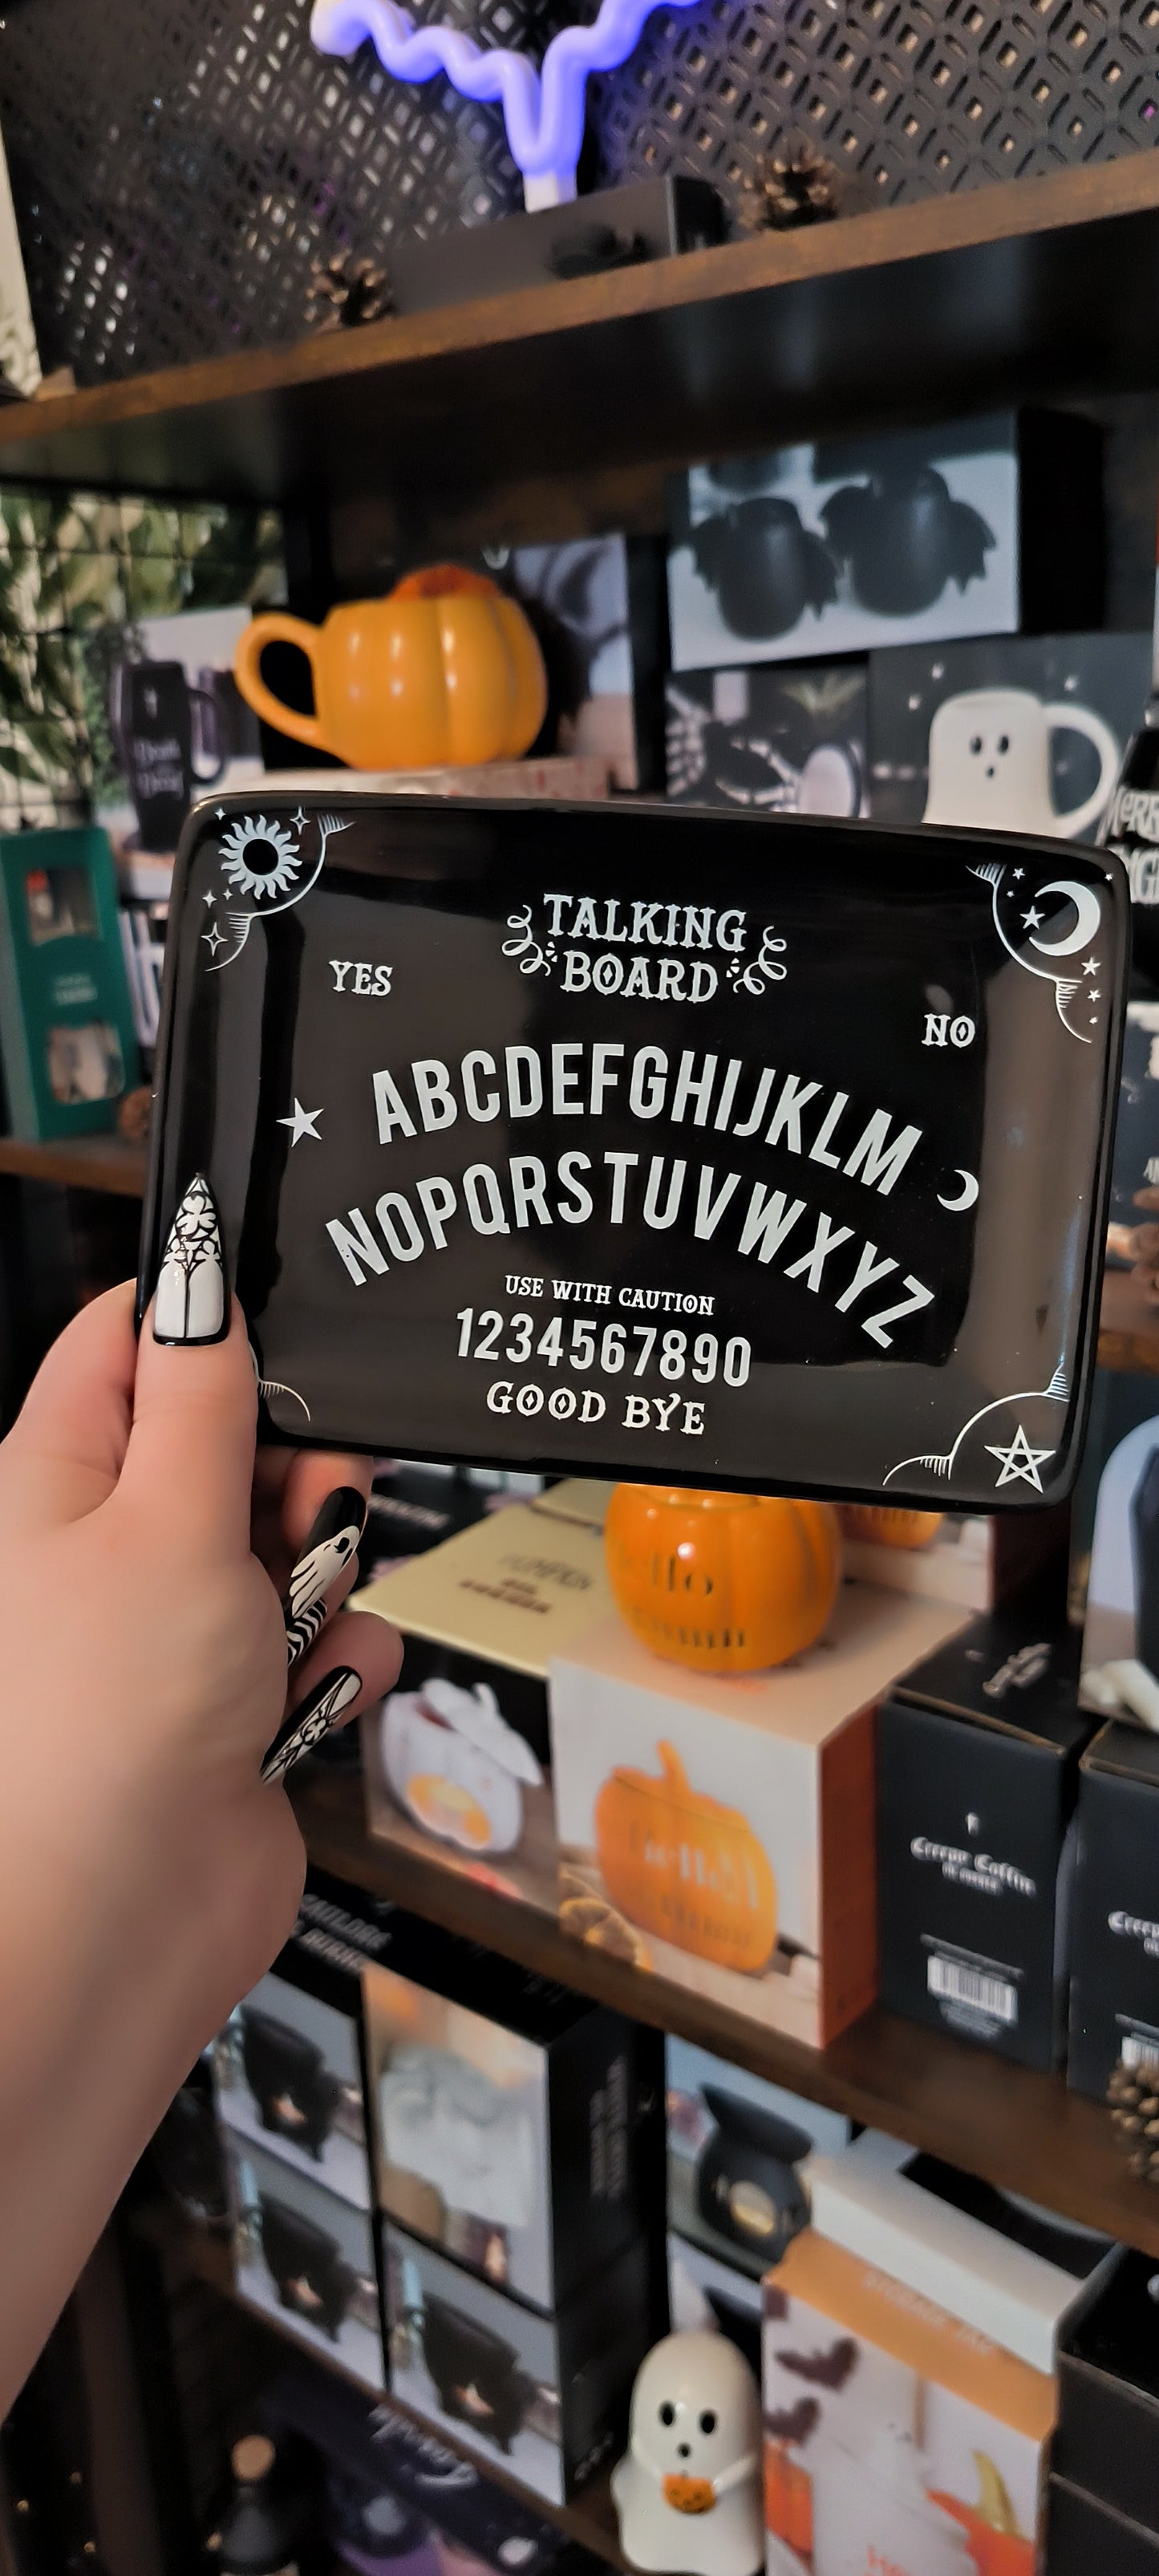 TALKING
BOARD
YES
NO
ABCDEFGHIJKLM
NOPQRSTUVWXYZ
USE WITH CAUTION
1234567890
GOOD BYE
Creepy Coffin